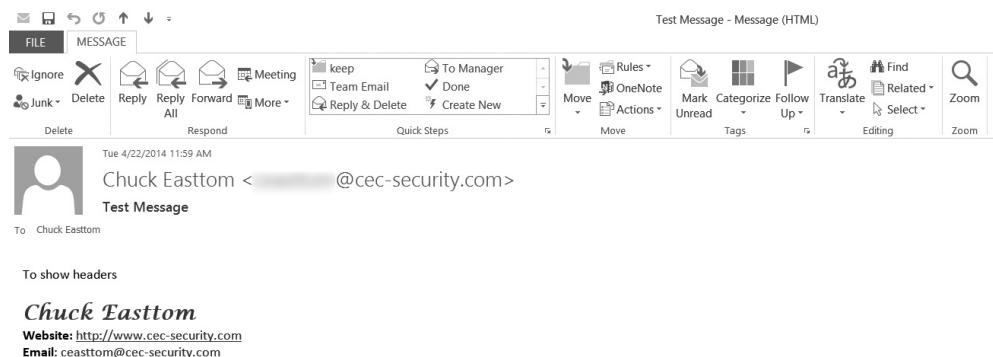 Test Message - Message (HTML)
FILE MESSAGE
Ignore
Junk
Delete
Delete
Reply
Reply All
Forward
Meeting
More
Respond
keep
To Manager
Team Email
Done
Reply & Delete
Create New
Quick Steps
Move
Rules
OneNote
Actions
Move
Mark Unread
Categorize
Follow Up
Tags
Translate
Find
Related
Select
Editing
Zoom
Zoom
Tue 4/22/2014 11:59 AM
Chuck Easttom < @cec-security.com>
Test Message
To Chuck Easttom
To show headers
Chuck Easttom
Website: http://www.cec-security.com
Email: ceasttom@cec-security.com